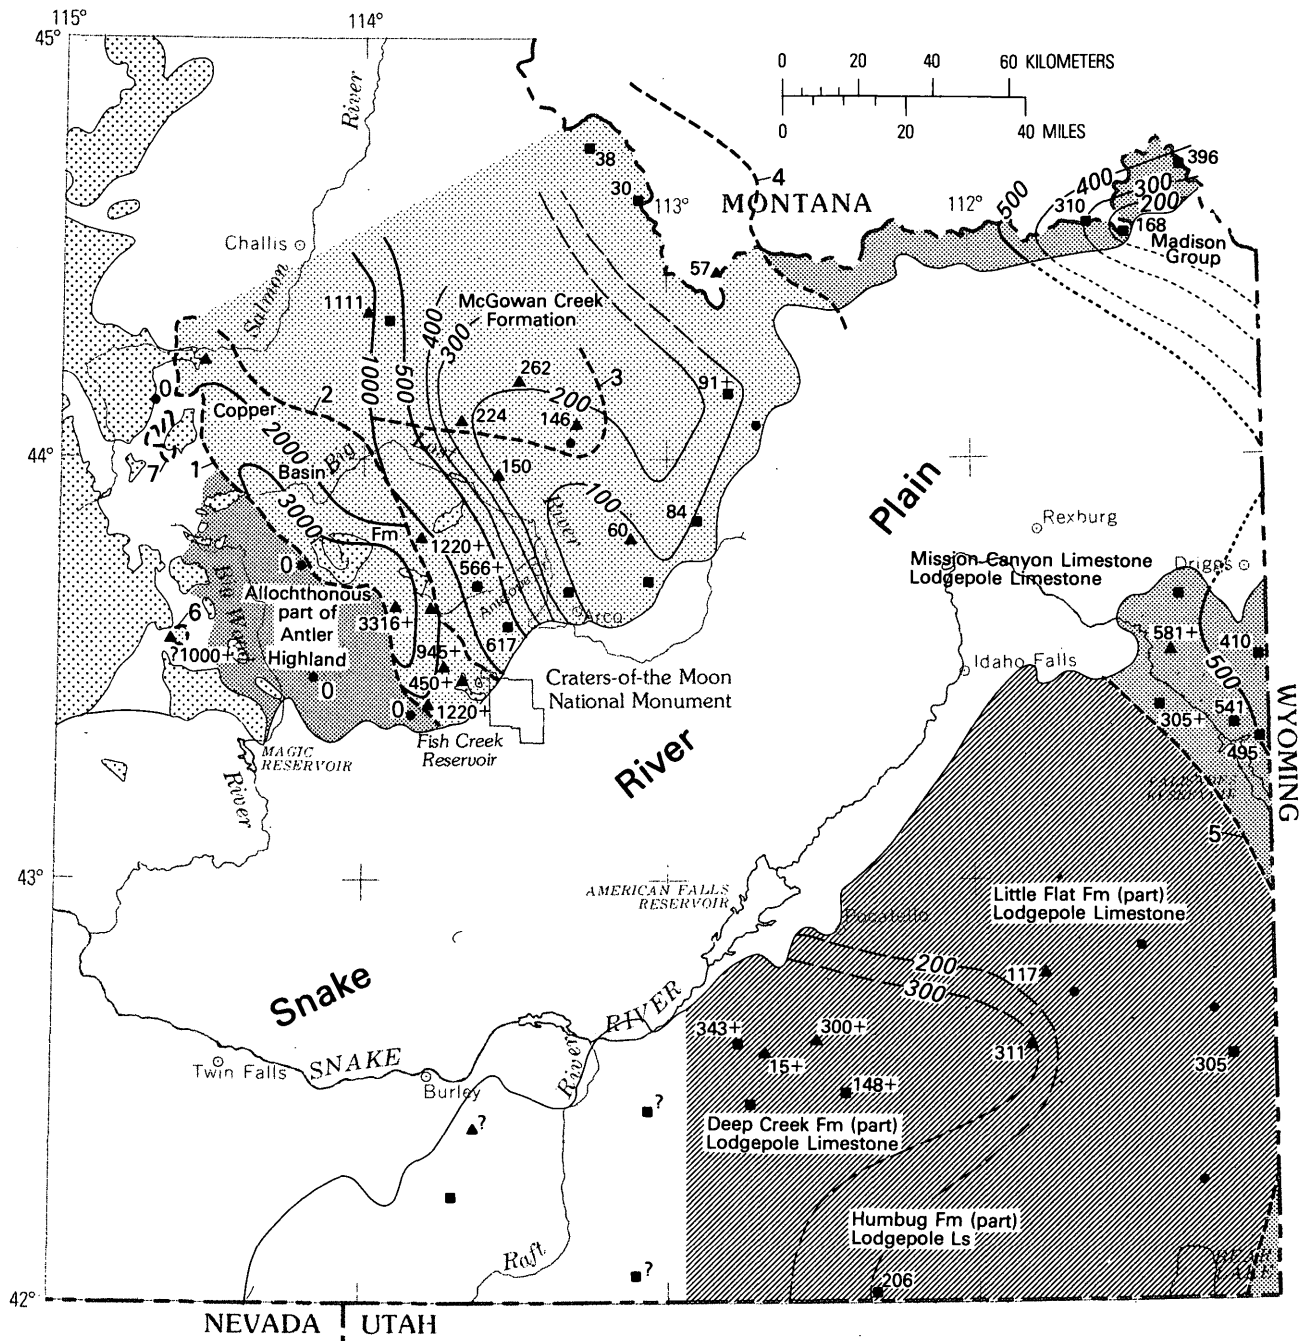 115°
114°
45°
0 20 40 60 KILOMETERS
0 20 40 MILES
River
38
30
113°
4
MONTANA
112°
500
400
310
300
200
396
168
Madison
Group
Challis
Salmon
57
1111
McGowan Creek
Formation
400
300
1000
500
262
3
200
91+
0
Copper
2
224
146
2000
Big
Lost
River
44°
1
7
Basin
150
3000
100
84
Fm
60
1220+
566+
Plain
Rexburg
Mission Canyon Limestone
Lodgepole Limestone
Driggs
0
Big Wood
Allochthonous
part of
Antler
Highland
Antelope
Arco
3316+
6
?1000+
617
945+
450+
0
0
1220+
Craters-of-the Moon
National Monument
Fish Creek
Reservoir
MAGIC
RESERVOIR
River
Idaho Falls
581+
410
500
305+
541
495
WYOMING
River
5
43°
AMERICAN FALLS
RESERVOIR
Pocatello
Little Flat Fm (part)
Lodgepole Limestone
Snake
200
300
117
RIVER
343+
300+
15+
311
305
148+
Twin Falls
SNAKE
Burley
River
?
?
Deep Creek Fm (part)
Lodgepole Limestone
Humbug Fm (part)
Lodgepole Ls
Raft
?
206
BEAR
LAKE
42°
NEVADA
UTAH